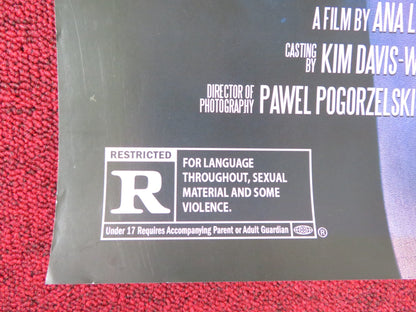 A FILM BY ANA
CASTING BY KIM DAVIS-W
DIRECTOR OF PHOTOGRAPHY PAWEL POGORZELSKI
RESTRICTED
R
FOR LANGUAGE
THROUGHOUT, SEXUAL
MATERIAL AND SOME
VIOLENCE.
Under 17 Requires Accompanying Parent or Adult Guardian ®